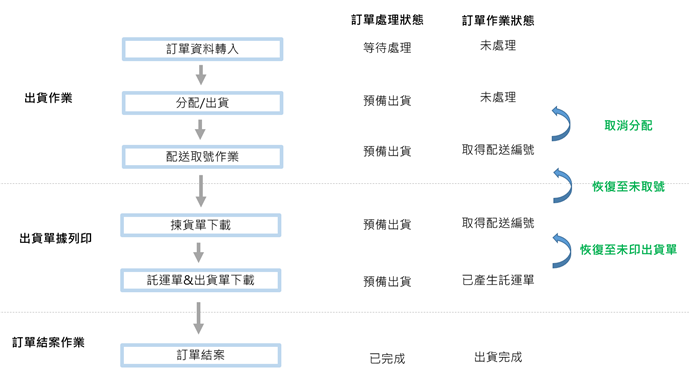 訂單處理狀態 訂單作業狀態
訂單資料轉入 等待處理 未處理
出貨作業 分配/出貨 預備出貨 未處理
取消分配
配送取號作業 預備出貨 取得配送編號
恢復至未取號
出貨單據列印 揀貨單下載 預備出貨 取得配送編號
恢復至未印出貨單
託運單&出貨單下載 預備出貨 已產生託運單
訂單結案作業 訂單結案 已完成 出貨完成